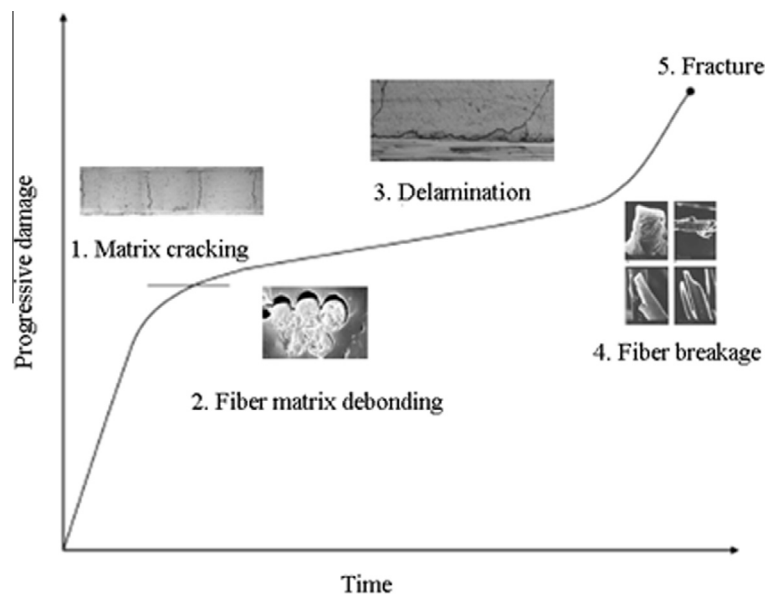 5. Fracture
3. Delamination
1. Matrix cracking
4. Fiber breakage
2. Fiber matrix debonding
Progressive damage
Time